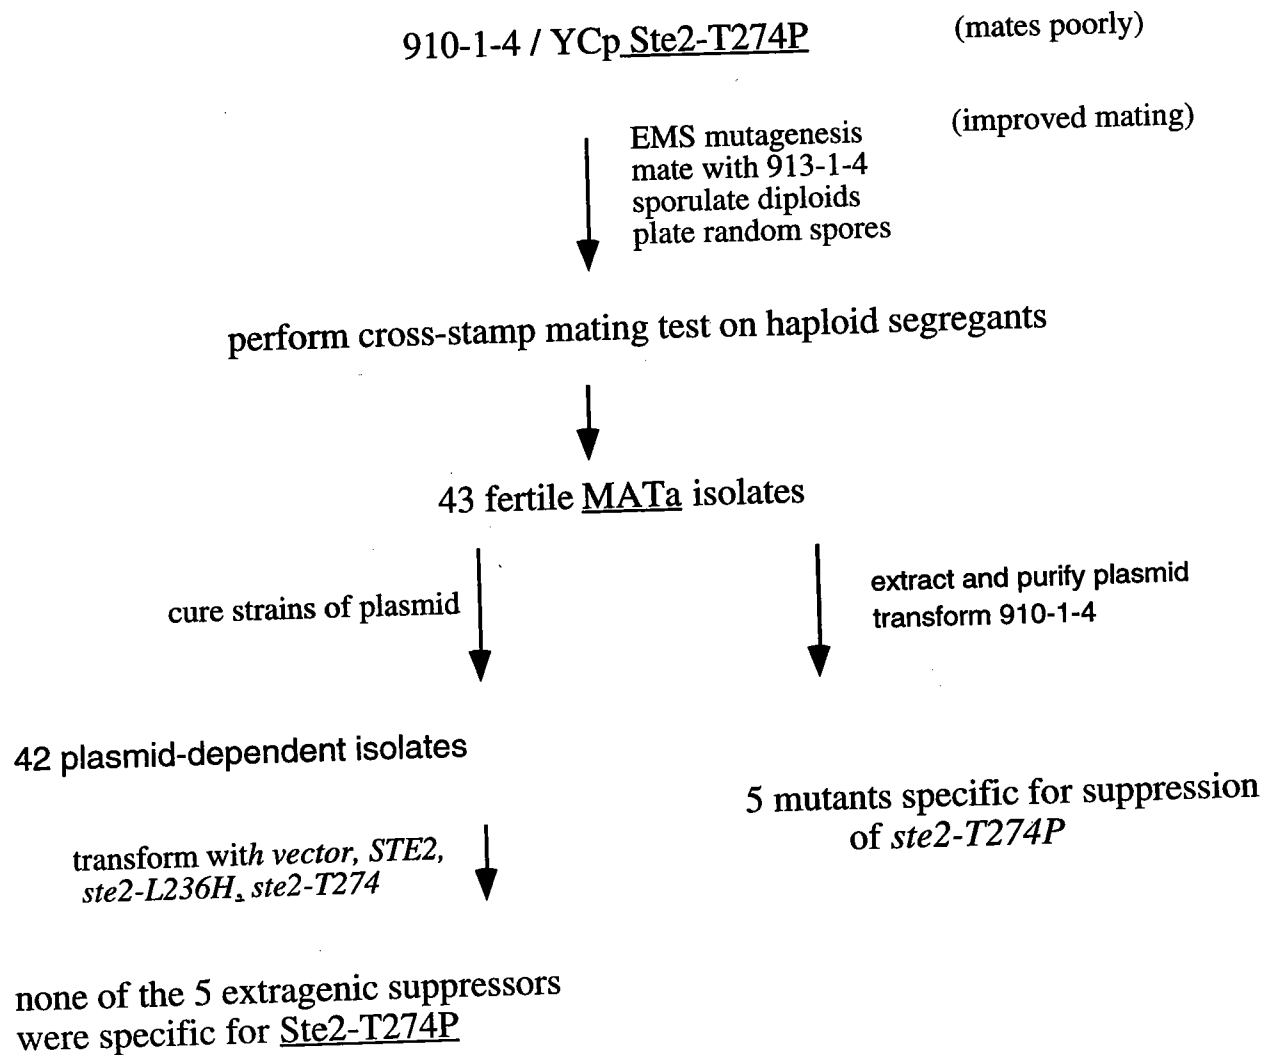 910-1-4 / YCp Ste2-T274P
(mates poorly)
(improved mating)
EMS mutagenesis
mate with 913-1-4
sporulate diploids
plate random spores
perform cross-stamp mating test on haploid segregants
43 fertile MATa isolates
cure strains of plasmid
extract and purify plasmid
transform 910-1-4
42 plasmid-dependent isolates
5 mutants specific for suppression
of ste2-T274P
transform with vector, STE2,
ste2-L236H, ste2-T274
none of the 5 extragenic suppressors
were specific for Ste2-T274P